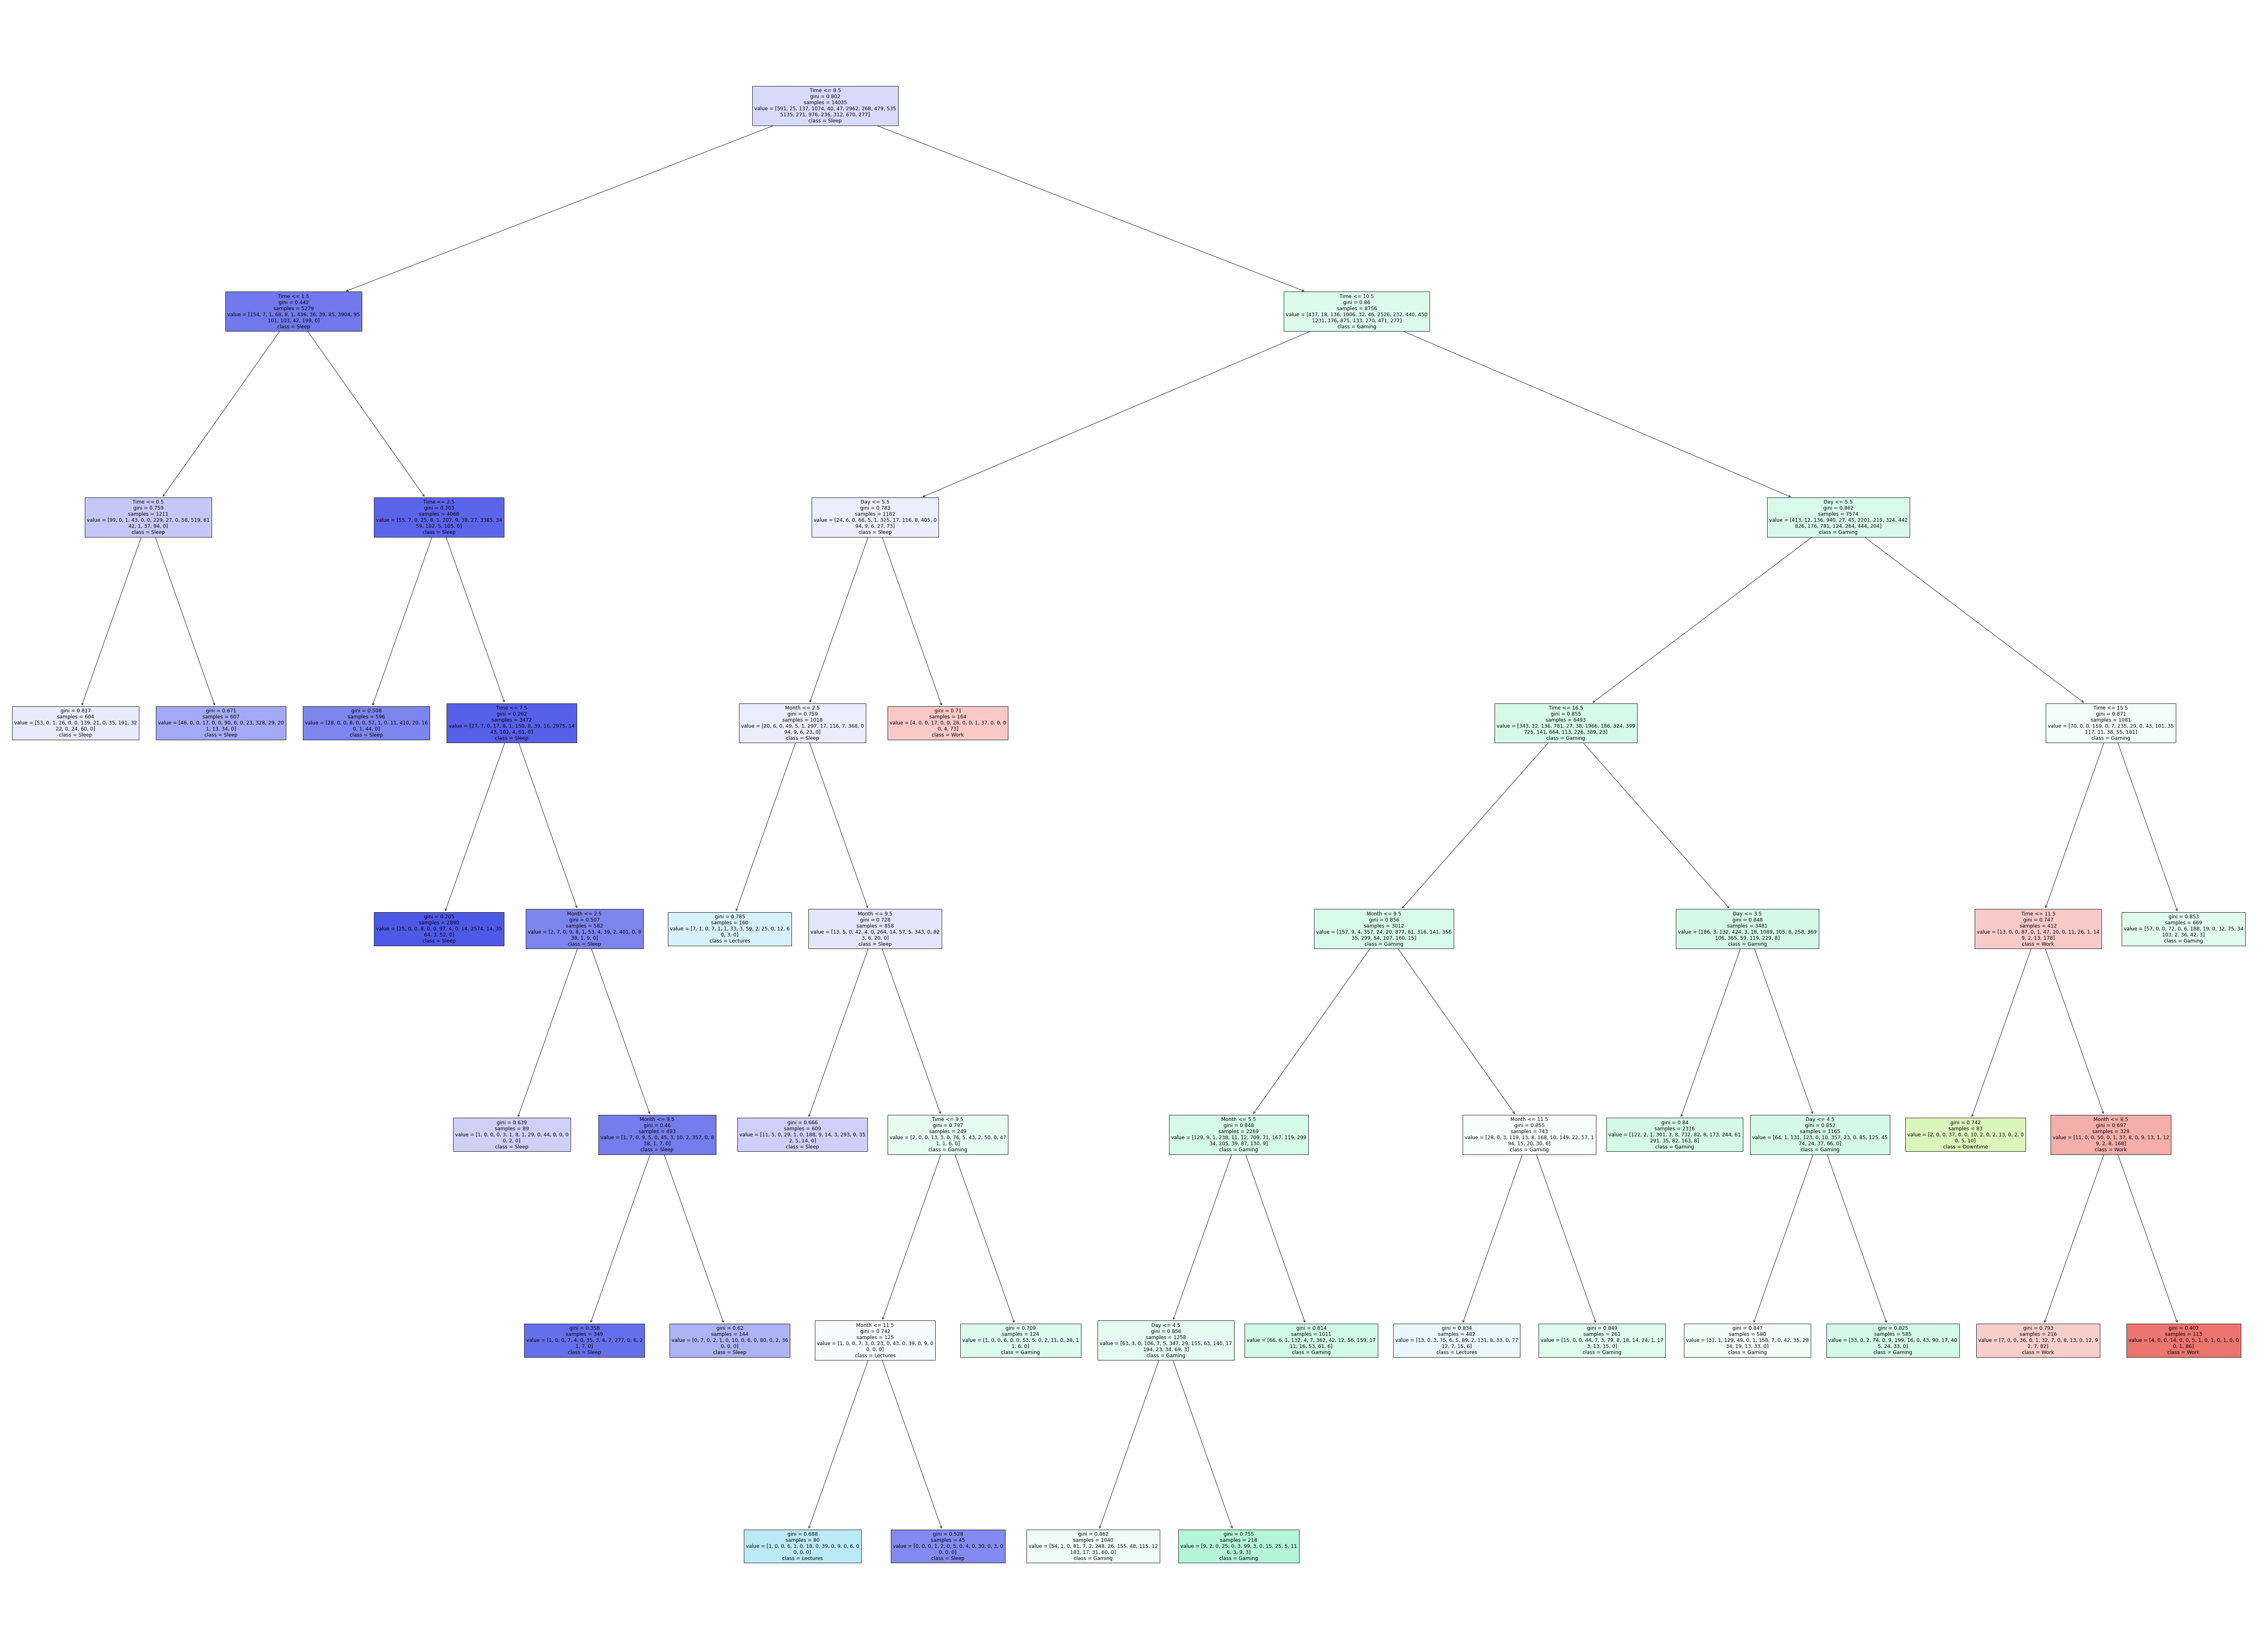 Time <= 8.5
gini = 0.802
samples = 14035
value = [591, 25, 137, 1074, 40, 47, 2962, 268, 479, 535
5135, 271, 976, 236, 312, 670, 277]
class = Sleep
Time <= 1.5
gini = 0.442
samples = 5279
value = [154, 7, 1, 68, 8, 1, 436, 36, 39, 85, 3904, 95
101, 103, 42, 199, 0]
class = Sleep
Time <= 10.5
gini = 0.86
samples = 8756
value = [437, 18, 136, 1006, 32, 46, 2526, 232, 440, 450
1231, 176, 875, 133, 270, 471, 277]
class = Gaming
Time <= 0.5
gini = 0.759
samples = 1211
value = [99, 0, 1, 43, 0, 0, 229, 27, 0, 58, 519, 61
42, 1, 37, 94, 0]
class = Sleep
Time <= 2.5
gini = 0.303
samples = 4068
value = [55, 7, 0, 25, 8, 1, 207, 9, 39, 27, 3385, 34
59, 102, 5, 105, 0]
class = Sleep
Day <= 5.5
gini = 0.783
samples = 1182
value = [24, 6, 0, 66, 5, 1, 325, 17, 116, 8, 405, 0
94, 9, 6, 27, 73]
class = Sleep
Day <= 5.5
gini = 0.862
samples = 7574
value = [413, 12, 136, 940, 27, 45, 2201, 215, 324, 442
826, 176, 781, 124, 264, 444, 204]
class = Gaming
gini = 0.817
samples = 604
value = [53, 0, 1, 26, 0, 0, 139, 21, 0, 35, 191, 32
22, 0, 24, 60, 0]
class = Sleep
gini = 0.671
samples = 607
value = [46, 0, 0, 17, 0, 0, 90, 6, 0, 23, 328, 29, 20
1, 13, 34, 0]
class = Sleep
gini = 0.508
samples = 596
value = [28, 0, 0, 8, 0, 0, 57, 1, 0, 11, 410, 20, 16
0, 1, 44, 0]
class = Sleep
Time <= 7.5
gini = 0.262
samples = 3472
value = [27, 7, 0, 17, 8, 1, 150, 8, 39, 16, 2975, 14
43, 102, 4, 61, 0]
class = Sleep
Month <= 2.5
gini = 0.759
samples = 1018
value = [20, 6, 0, 49, 5, 1, 297, 17, 116, 7, 368, 0
94, 9, 6, 23, 0]
class = Sleep
gini = 0.71
samples = 164
value = [4, 0, 0, 17, 0, 0, 28, 0, 0, 1, 37, 0, 0, 0
0, 4, 73]
class = Work
Time <= 16.5
gini = 0.855
samples = 6493
value = [343, 12, 136, 781, 27, 38, 1966, 186, 324, 399
725, 141, 664, 113, 226, 389, 23]
class = Gaming
Time <= 15.5
gini = 0.871
samples = 1081
value = [70, 0, 0, 159, 0, 7, 235, 29, 0, 43, 101, 35
117, 11, 38, 55, 181]
class = Gaming
gini = 0.205
samples = 2890
value = [25, 0, 0, 8, 0, 0, 97, 4, 0, 14, 2574, 14, 35
64, 3, 52, 0]
class = Sleep
Month <= 2.5
gini = 0.507
samples = 582
value = [2, 7, 0, 9, 8, 1, 53, 4, 39, 2, 401, 0, 8
38, 1, 9, 0]
class = Sleep
gini = 0.785
samples = 160
value = [7, 1, 0, 7, 1, 1, 33, 3, 59, 2, 25, 0, 12, 6
0, 3, 0]
class = Lectures
Month <= 9.5
gini = 0.728
samples = 858
value = [13, 5, 0, 42, 4, 0, 264, 14, 57, 5, 343, 0, 82
3, 6, 20, 0]
class = Sleep
Month <= 9.5
gini = 0.856
samples = 3012
value = [157, 9, 4, 357, 24, 20, 877, 81, 316, 141, 356
35, 299, 54, 107, 160, 15]
class = Gaming
Day <= 3.5
gini = 0.848
samples = 3481
value = [186, 3, 132, 424, 3, 18, 1089, 105, 8, 258, 369
106, 365, 59, 119, 229, 8]
class = Gaming
Time <= 11.5
gini = 0.747
samples = 412
value = [13, 0, 0, 87, 0, 1, 47, 10, 0, 11, 26, 1, 14
9, 2, 13, 178]
class = Work
gini = 0.853
samples = 669
value = [57, 0, 0, 72, 0, 6, 188, 19, 0, 32, 75, 34
103, 2, 36, 42, 3]
class = Gaming
gini = 0.639
samples = 89
value = [1, 0, 0, 0, 3, 1, 8, 1, 29, 0, 44, 0, 0, 0
0, 2, 0]
class = Sleep
Month <= 9.5
gini = 0.46
samples = 493
value = [1, 7, 0, 9, 5, 0, 45, 3, 10, 2, 357, 0, 8
38, 1, 7, 0]
class = Sleep
gini = 0.666
samples = 609
value = [11, 5, 0, 29, 1, 0, 188, 9, 14, 3, 293, 0, 35
2, 5, 14, 0]
class = Sleep
Time <= 9.5
gini = 0.797
samples = 249
value = [2, 0, 0, 13, 3, 0, 76, 5, 43, 2, 50, 0, 47
1, 1, 6, 0]
class = Gaming
Month <= 5.5
gini = 0.848
samples = 2269
value = [129, 9, 1, 238, 11, 12, 709, 71, 167, 119, 299
34, 205, 39, 87, 130, 9]
class = Gaming
Month <= 11.5
gini = 0.855
samples = 743
value = [28, 0, 3, 119, 13, 8, 168, 10, 149, 22, 57, 1
94, 15, 20, 30, 6]
class = Gaming
gini = 0.84
samples = 2316
value = [122, 2, 1, 301, 3, 8, 732, 82, 8, 173, 244, 61
291, 35, 82, 163, 8]
class = Gaming
Day <= 4.5
gini = 0.852
samples = 1165
value = [64, 1, 131, 123, 0, 10, 357, 23, 0, 85, 125, 45
74, 24, 37, 66, 0]
class = Gaming
gini = 0.742
samples = 83
value = [2, 0, 0, 37, 0, 0, 10, 2, 0, 2, 13, 0, 2, 0
0, 5, 10]
class = Downtime
Month <= 8.5
gini = 0.697
samples = 329
value = [11, 0, 0, 50, 0, 1, 37, 8, 0, 9, 13, 1, 12
9, 2, 8, 168]
class = Work
gini = 0.358
samples = 349
value = [1, 0, 0, 7, 4, 0, 35, 3, 4, 2, 277, 0, 6, 2
1, 7, 0]
class = Sleep
gini = 0.62
samples = 144
value = [0, 7, 0, 2, 1, 0, 10, 0, 6, 0, 80, 0, 2, 36
0, 0, 0]
class = Sleep
Month <= 11.5
gini = 0.742
samples = 125
value = [1, 0, 0, 7, 3, 0, 23, 0, 43, 0, 39, 0, 9, 0
0, 0, 0]
class = Lectures
gini = 0.709
samples = 124
value = [1, 0, 0, 6, 0, 0, 53, 5, 0, 2, 11, 0, 38, 1
1, 6, 0]
class = Gaming
Day <= 4.5
gini = 0.856
samples = 1258
value = [63, 3, 0, 106, 7, 5, 347, 29, 155, 63, 140, 17
194, 23, 34, 69, 3]
class = Gaming
gini = 0.814
samples = 1011
value = [66, 6, 1, 132, 4, 7, 362, 42, 12, 56, 159, 17
11, 16, 53, 61, 6]
class = Gaming
gini = 0.834
samples = 482
value = [13, 0, 3, 75, 6, 5, 89, 2, 131, 8, 33, 0, 77
12, 7, 15, 6]
class = Lectures
gini = 0.849
samples = 261
value = [15, 0, 0, 44, 7, 3, 79, 8, 18, 14, 24, 1, 17
3, 13, 15, 0]
class = Gaming
gini = 0.847
samples = 580
value = [31, 1, 129, 49, 0, 1, 158, 7, 0, 42, 35, 28
34, 19, 13, 33, 0]
class = Gaming
gini = 0.825
samples = 585
value = [33, 0, 2, 74, 0, 9, 199, 16, 0, 43, 90, 17, 40
5, 24, 33, 0]
class = Gaming
gini = 0.793
samples = 216
value = [7, 0, 0, 36, 0, 1, 32, 7, 0, 8, 13, 0, 12, 9
2, 7, 82]
class = Work
gini = 0.402
samples = 113
value = [4, 0, 0, 14, 0, 0, 5, 1, 0, 1, 0, 1, 0, 0
0, 1, 86]
class = Work
gini = 0.688
samples = 80
value = [1, 0, 0, 6, 1, 0, 18, 0, 39, 0, 9, 0, 6, 0
0, 0, 0]
class = Lectures
gini = 0.528
samples = 45
value = [0, 0, 0, 1, 2, 0, 5, 0, 4, 0, 30, 0, 3, 0
0, 0, 0]
class = Sleep
gini = 0.862
samples = 1040
value = [54, 1, 0, 81, 7, 2, 248, 26, 155, 48, 115, 12
183, 17, 31, 60, 0]
class = Gaming
gini = 0.755
samples = 218
value = [9, 2, 0, 25, 0, 3, 99, 3, 0, 15, 25, 5, 11
6, 3, 9, 3]
class = Gaming